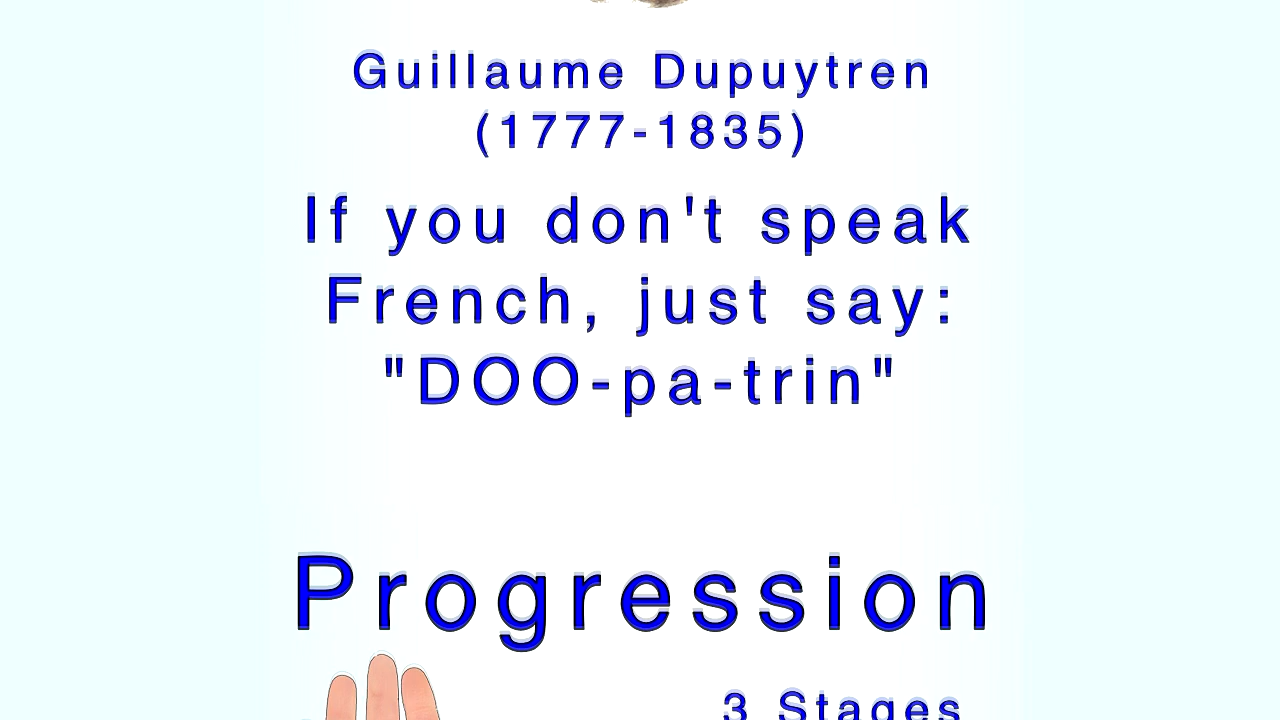 Guillaume Dupuytren
(1777-1835)
If you don't speak
French, just say:
"DOO-pa-trin"
Progression
3 Stages